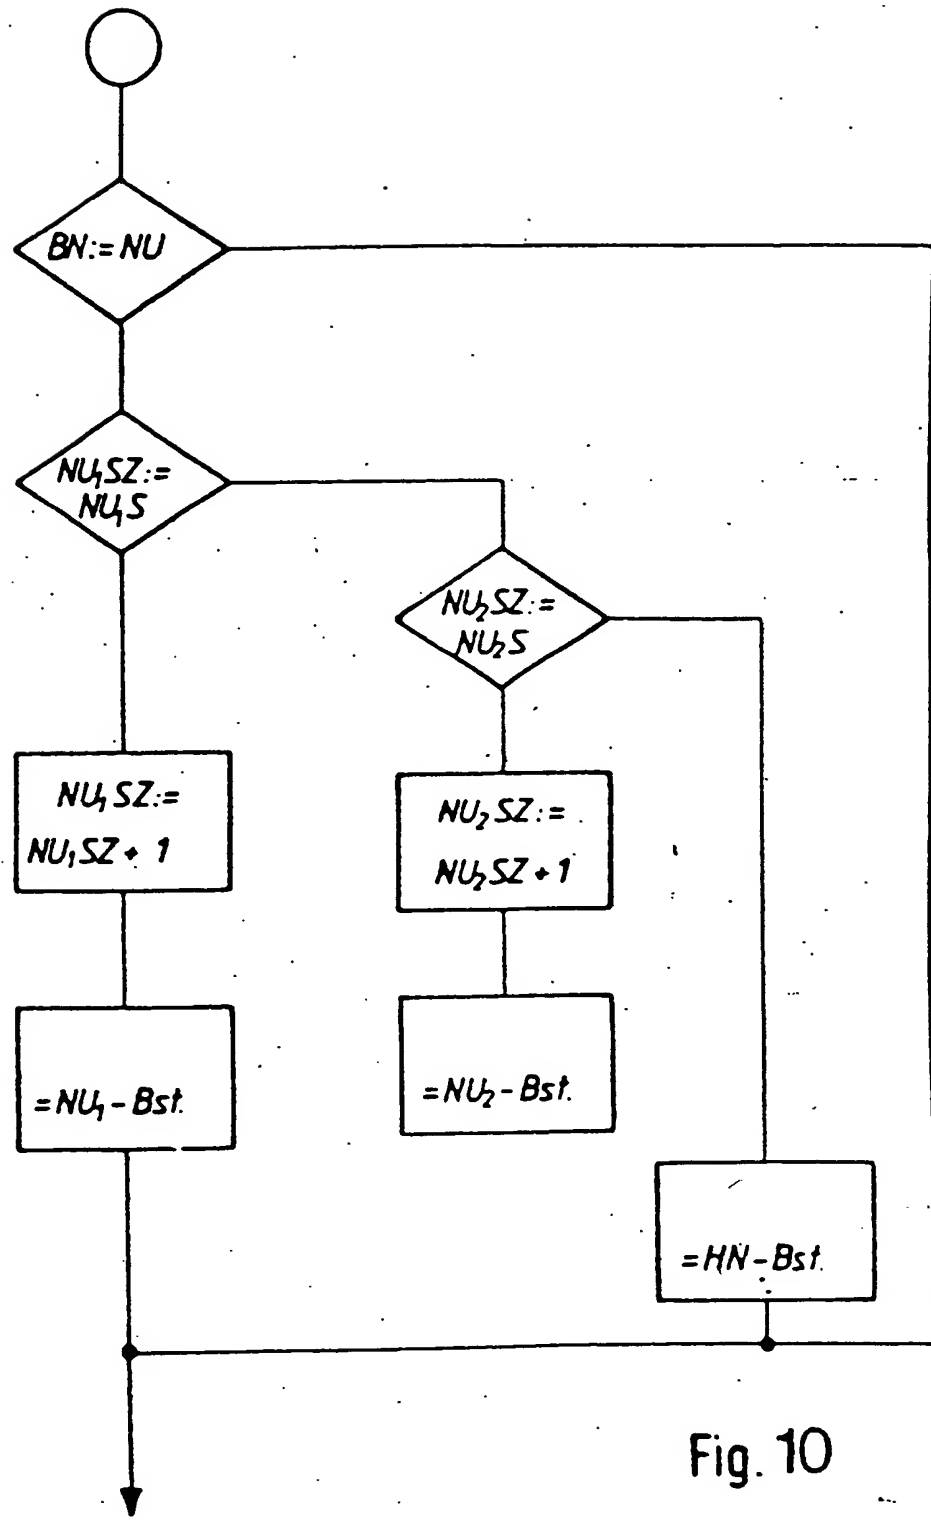 BN:= NU
NU₁SZ:=
NU₁S
NU₂SZ:=
NU₂S
NU₁SZ:=
NU₁SZ + 1
NU₂SZ:=
NU₂SZ + 1
=NU₁-Bst.
=NU₂-Bst.
=HN-Bst.
Fig. 10